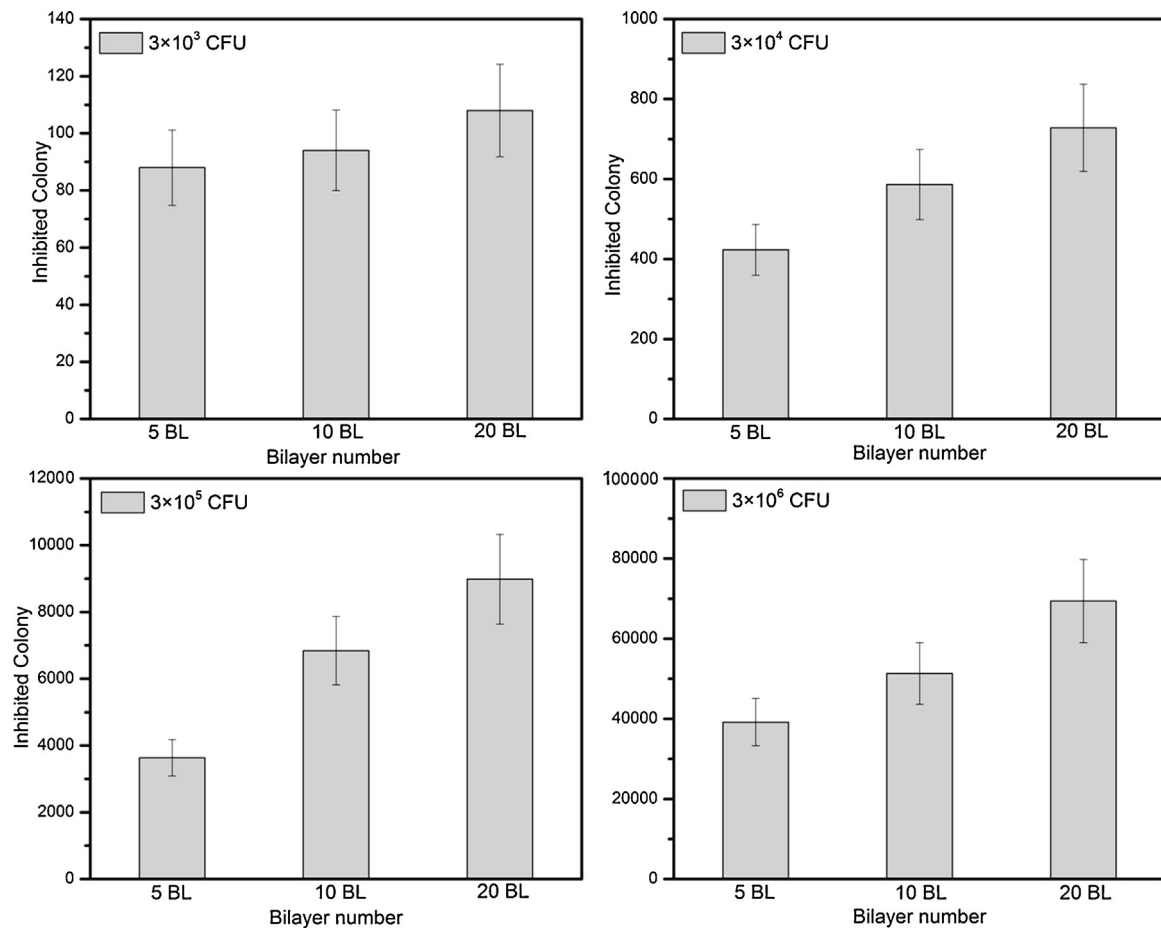 140
120
100
80
60
40
20
0
Inhibited Colony
3×10³ CFU
5 BL 10 BL 20 BL
Bilayer number
1000
800
600
400
200
0
Inhibited Colony
3×10⁴ CFU
5 BL 10 BL 20 BL
Bilayer number
12000
10000
8000
6000
4000
2000
0
Inhibited Colony
3×10⁵ CFU
5 BL 10 BL 20 BL
Bilayer number
100000
80000
60000
40000
20000
0
3×10⁶ CFU
5 BL 10 BL 20 BL
Bilayer number